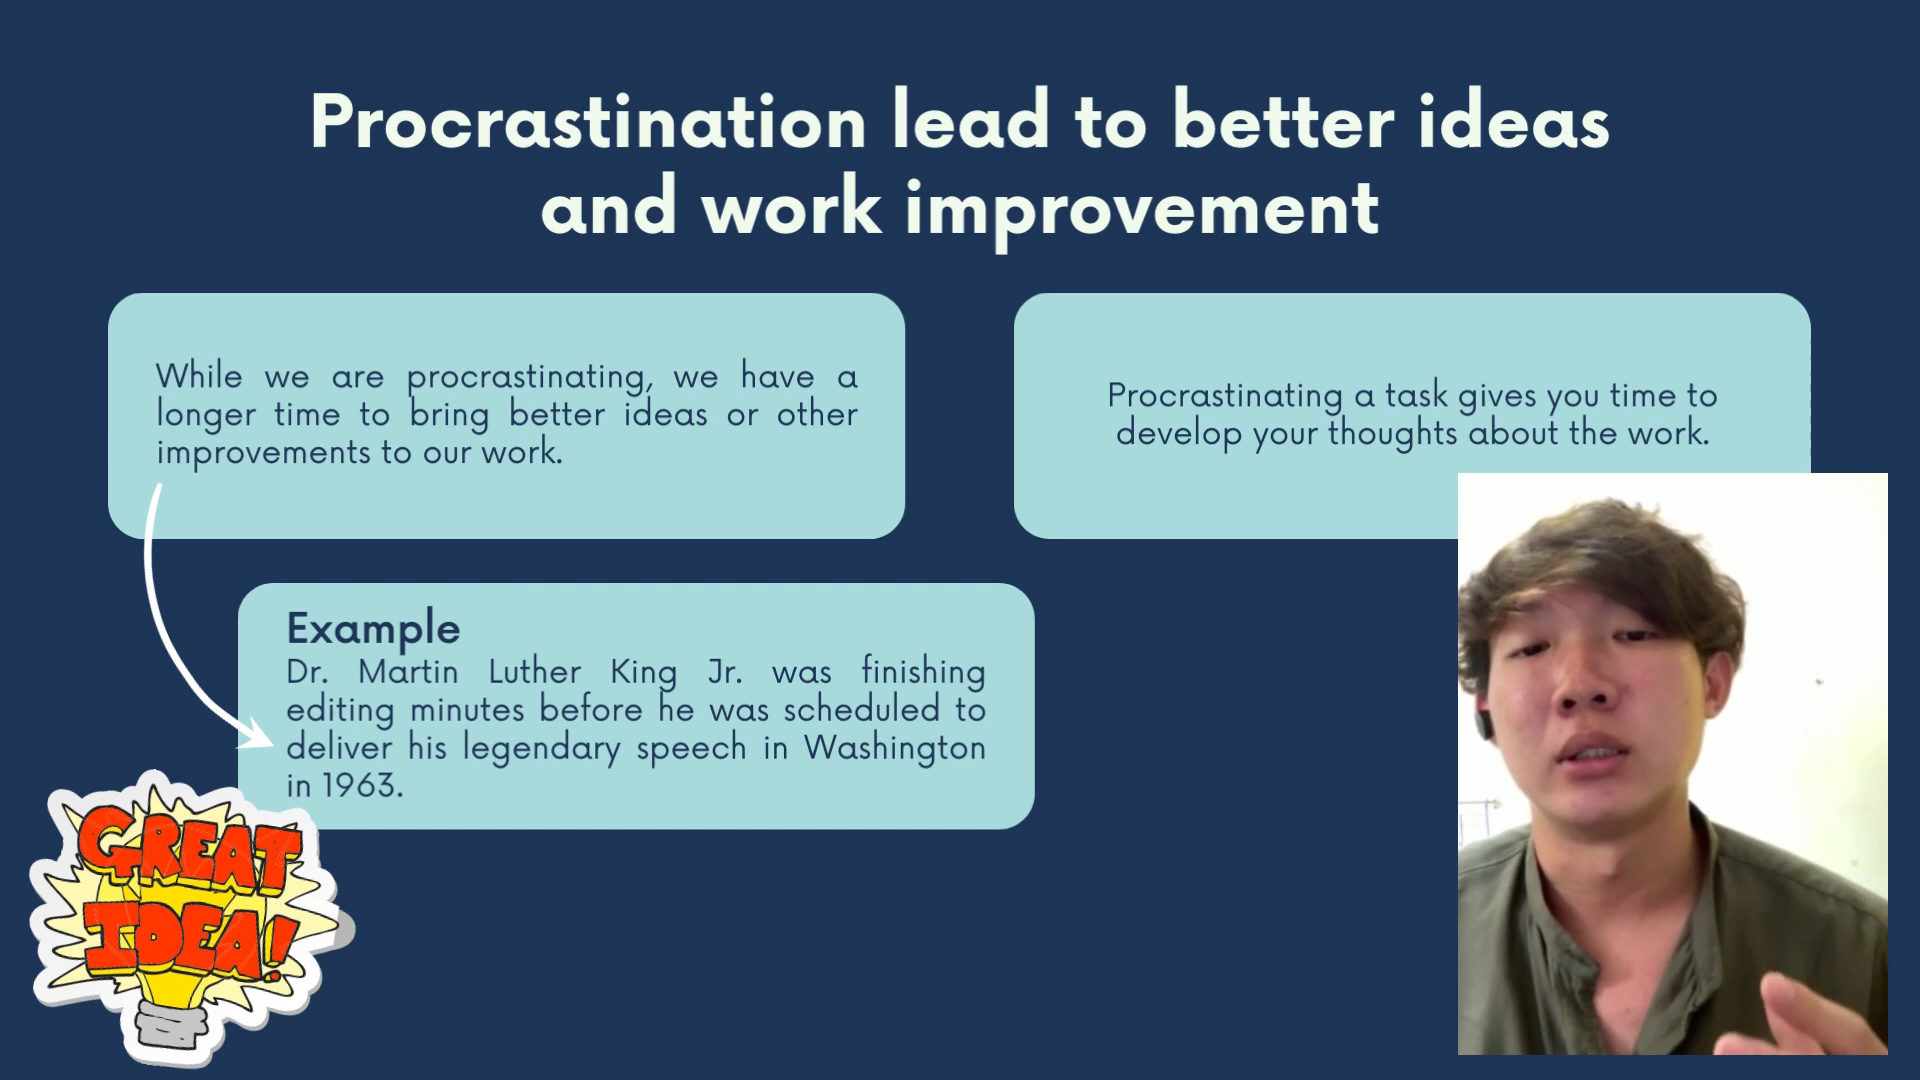 Procrastination lead to better ideas
and work improvement
While we are procrastinating, we have a
longer time to bring better ideas or other
improvements to our work.
Procrastinating a task gives you time to
develop your thoughts about the work.
Example
Dr. Martin Luther King Jr. was finishing
editing minutes before he was scheduled to
deliver his legendary speech in Washington
in 1963.
GREAT
IDEA!